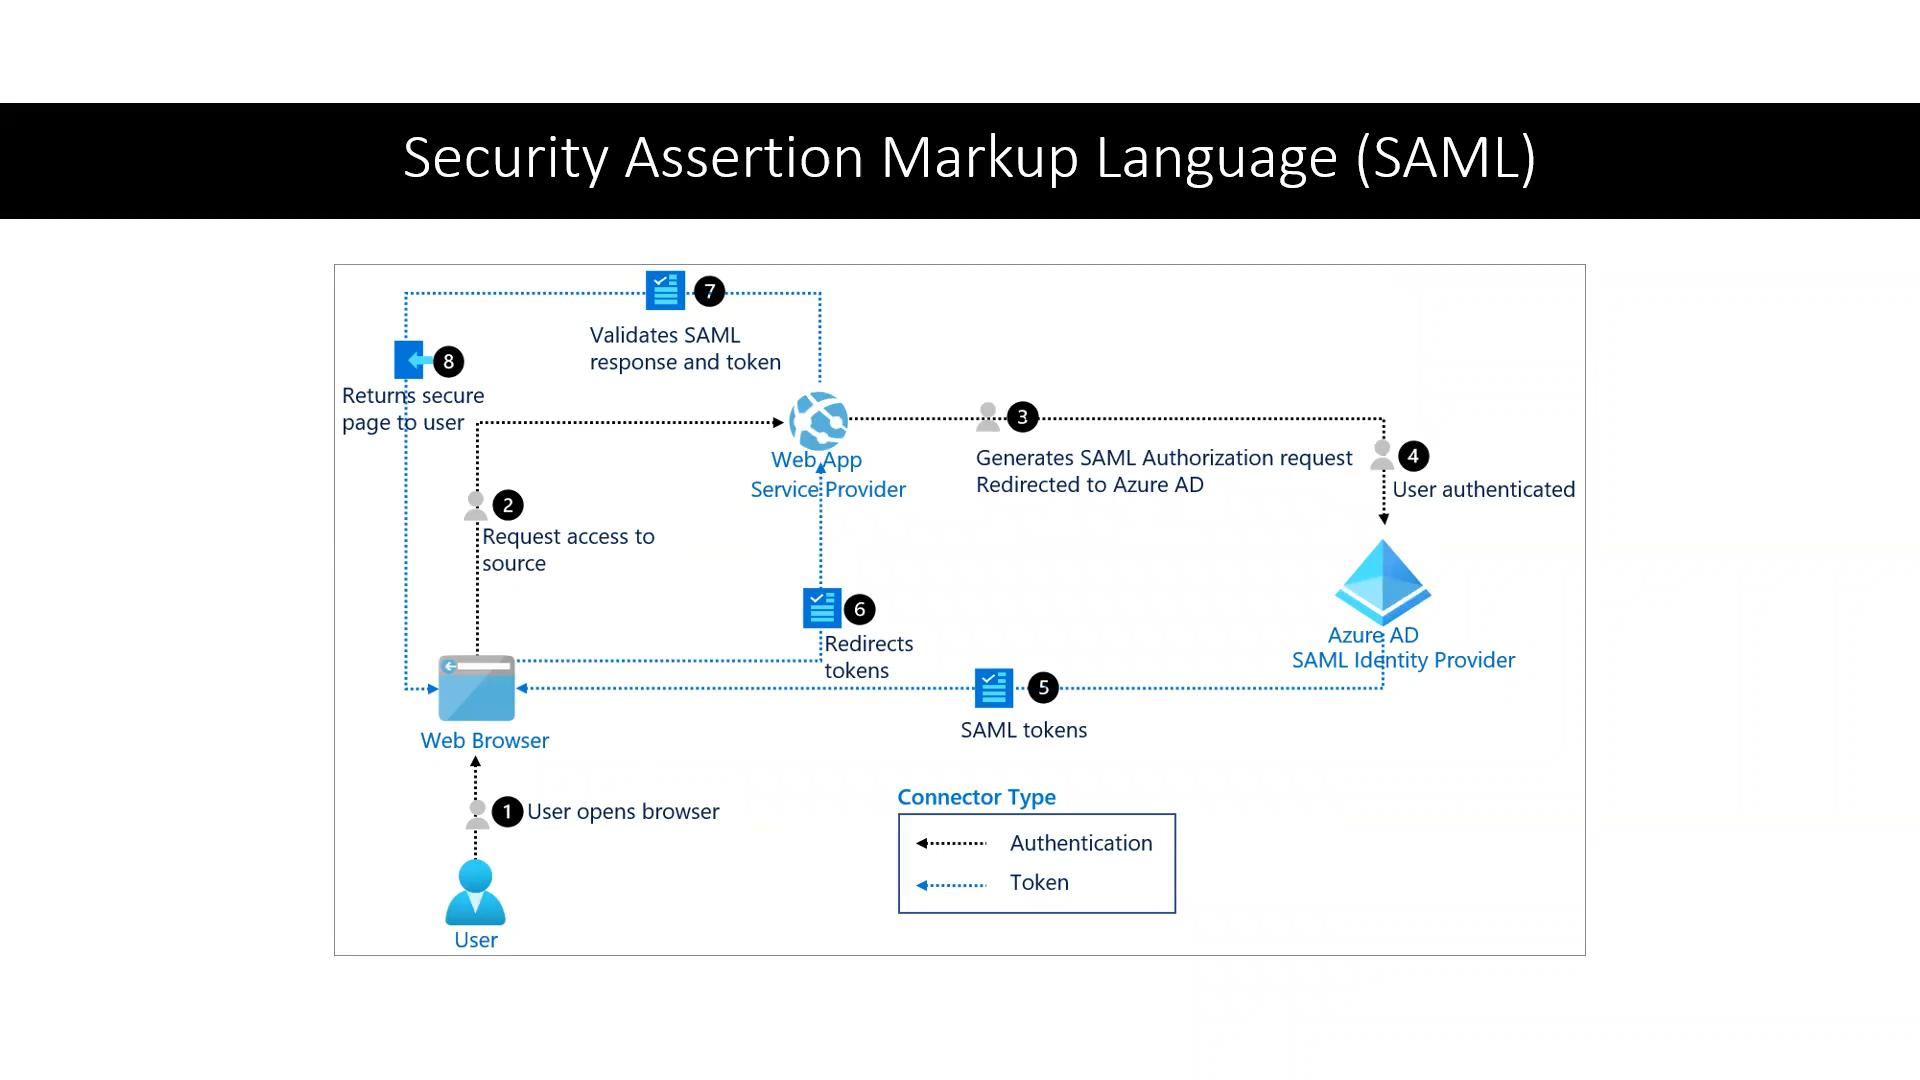 Security Assertion Markup Language (SAML)
7
Validates SAML
response and token
8
Returns secure
page to user
3
Generates SAML Authorization request
Redirected to Azure AD
4
User authenticated
Web App
Service Provider
2
Request access to
source
6
Redirects
tokens
Azure AD
SAML Identity Provider
5
SAML tokens
Web Browser
1 User opens browser
User
Connector Type
Authentication
Token